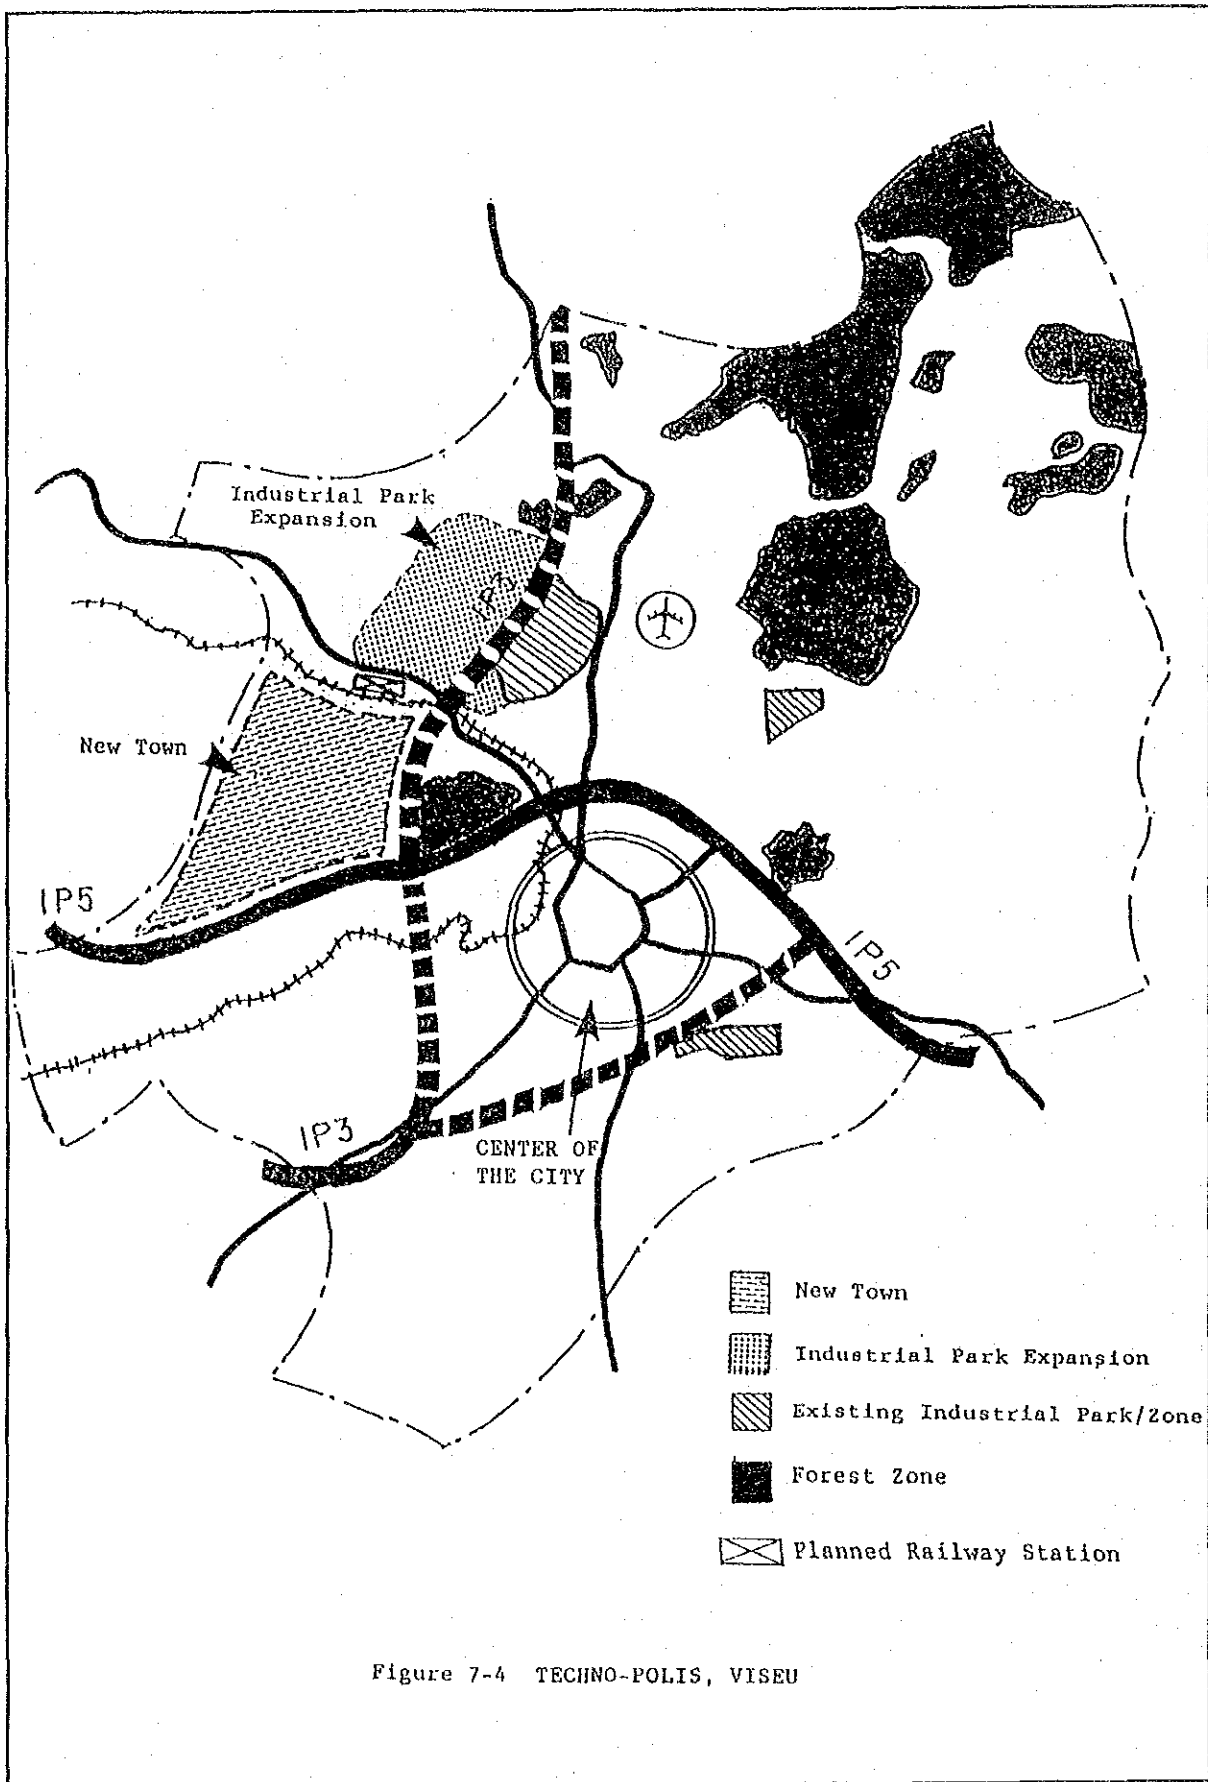 Industrial Park
Expansion
New Town
IP5
IP5
IP3
CENTER OF
THE CITY
New Town
Industrial Park Expansion
Existing Industrial Park/Zone
Forest Zone
Planned Railway Station
Figure 7-4 TECHNO-POLIS, VISEU